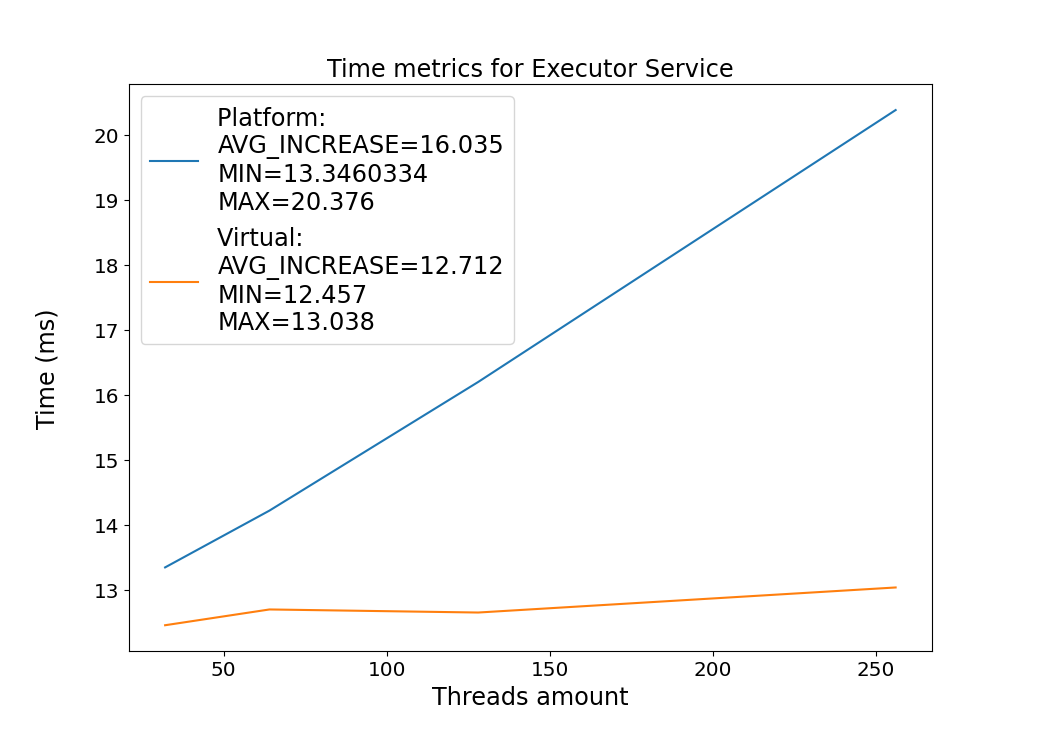 Time metrics for Executor Service
Platform:
AVG_INCREASE=16.035
MIN=13.3460334
MAX=20.376
Virtual:
AVG_INCREASE=12.712
MIN=12.457
MAX=13.038
Time (ms)
20
19
18
17
16
15
14
13
50
100
150
200
250
Threads amount